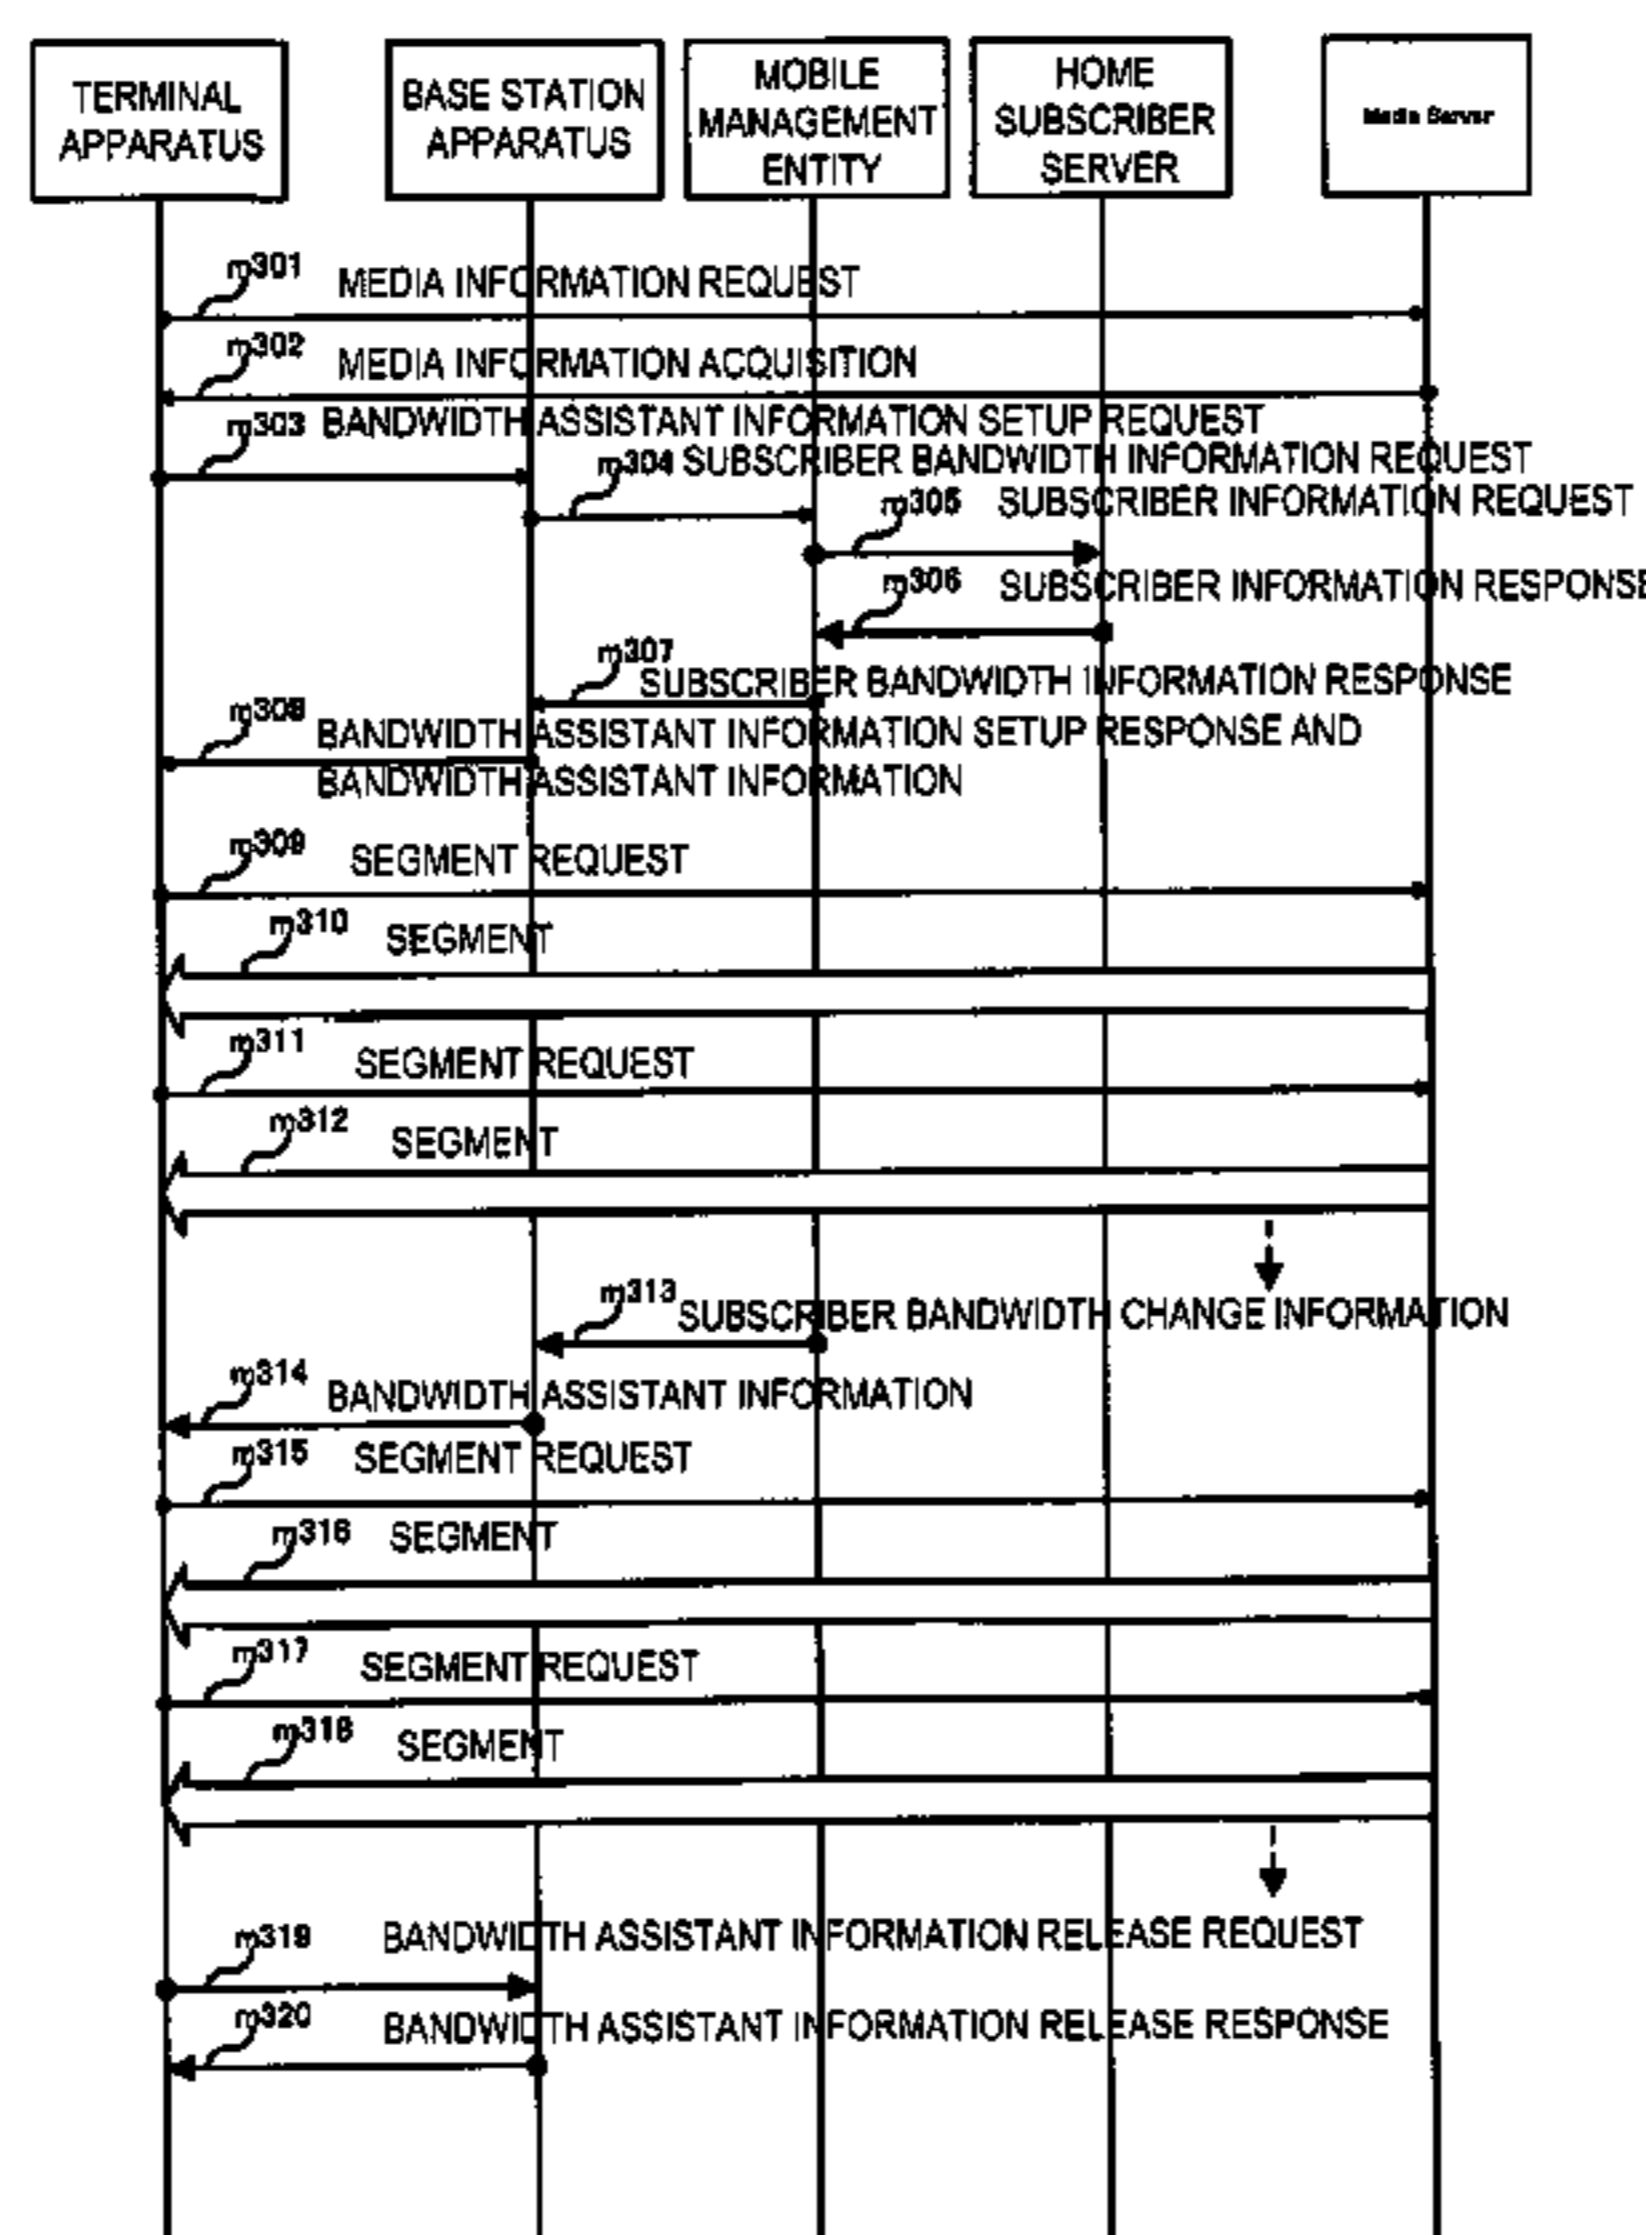 TERMINAL
APPARATUS
BASE STATION
APPARATUS
MOBILE
MANAGEMENT
ENTITY
HOME
SUBSCRIBER
SERVER
Media Server
m301 MEDIA INFORMATION REQUEST
m302 MEDIA INFORMATION ACQUISITION
m303 BANDWIDTH ASSISTANT INFORMATION SETUP REQUEST
m304 SUBSCRIBER BANDWIDTH INFORMATION REQUEST
m305 SUBSCRIBER INFORMATION REQUEST
m306 SUBSCRIBER INFORMATION RESPONSE
m307
SUBSCRIBER BANDWIDTH INFORMATION RESPONSE
m308
BANDWIDTH ASSISTANT INFORMATION SETUP RESPONSE AND
BANDWIDTH ASSISTANT INFORMATION
m309 SEGMENT REQUEST
m310 SEGMENT
m311 SEGMENT REQUEST
m312 SEGMENT
m313 SUBSCRIBER BANDWIDTH CHANGE INFORMATION
m314 BANDWIDTH ASSISTANT INFORMATION
m315 SEGMENT REQUEST
m316 SEGMENT
m317 SEGMENT REQUEST
m318 SEGMENT
m319 BANDWIDTH ASSISTANT INFORMATION RELEASE REQUEST
m320 BANDWIDTH ASSISTANT INFORMATION RELEASE RESPONSE